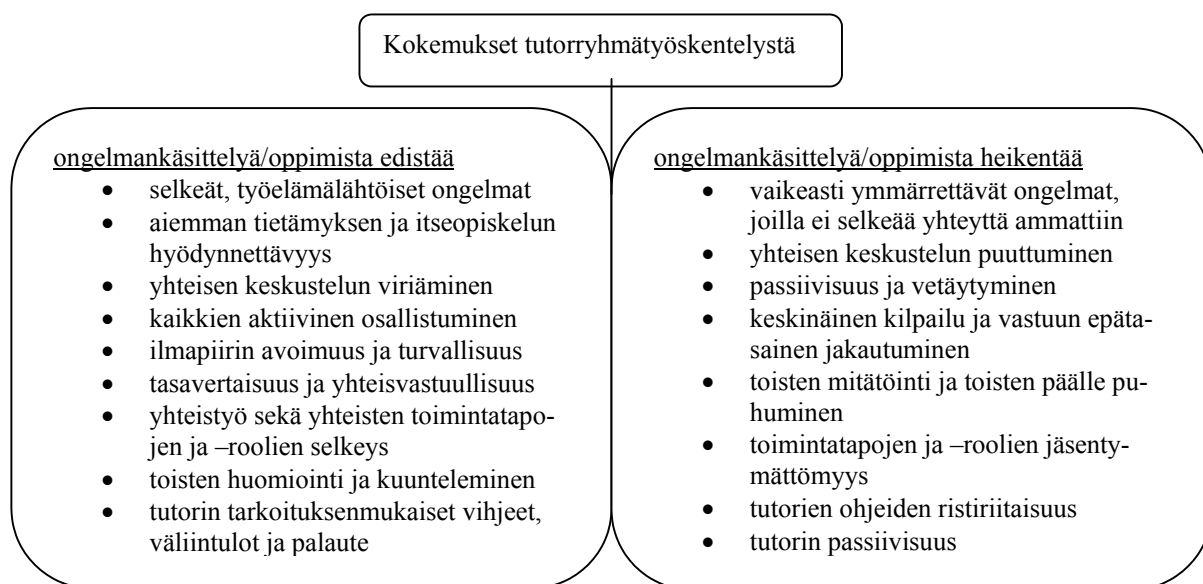 Kokemukset tutorryhmätyöskentelystä
ongelmankäsittelyä/oppimista edistää
• selkeät, työelämälähtöiset ongelmat
• aiemman tietämyksen ja itseopiskelun
hyödynnettävyys
• yhteisen keskustelun viriäminen
• kaikkien aktiivinen osallistuminen
• ilmapiirin avoimuus ja turvallisuus
• tasavertaisuus ja yhteisvastuullisuus
• yhteistyö sekä yhteisten toimintatapo-
jen ja –roolien selkeys
• toisten huomiointi ja kuunteleminen
• tutorin tarkoituksenmukaiset vihjeet,
väliintulot ja palaute
ongelmankäsittelyä/oppimista heikentää
• vaikeasti ymmärrettävät ongelmat,
joilla ei selkeää yhteyttä ammattiin
• yhteisen keskustelun puuttuminen
• passiivisuus ja vetäytyminen
• keskinäinen kilpailu ja vastuun epäta-
sainen jakautuminen
• toisten mitätöinti ja toisten päälle pu-
huminen
• toimintatapojen ja –roolien jäsenty-
mättömyys
• tutorien ohjeiden ristiriitaisuus
• tutorin passiivisuus